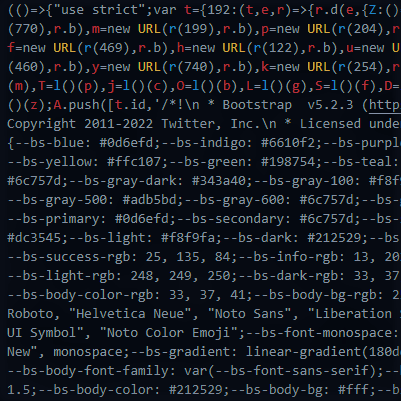 (()=>{"use strict";var t={192:(t,e,r)=>{r.d(e,{Z:()
(770),r.b),m=new URL(r(199),r.b),p=new URL(r(204),r
f=new URL(r(469),r.b),h=new URL(r(122),r.b),u=new U
(460),r.b),y=new URL(r(740),r.b),k=new URL(r(254),r
(m),T=l()(p),j=l()(c),O=l()(b),L=l()(g),S=l()(f),D=
()(z);A.push([t.id,'/*!\n * Bootstrap  v5.2.3 (http
Copyright 2011-2022 Twitter, Inc.\n * Licensed unde
{--bs-blue: #0d6efd;--bs-indigo: #6610f2;--bs-purpl
--bs-yellow: #ffc107;--bs-green: #198754;--bs-teal:
#6c757d;--bs-gray-dark: #343a40;--bs-gray-100: #f8f9
--bs-gray-500: #adb5bd;--bs-gray-600: #6c757d;--bs-g
--bs-primary: #0d6efd;--bs-secondary: #6c757d;--bs-
#dc3545;--bs-light: #f8f9fa;--bs-dark: #212529;--bs
--bs-success-rgb: 25, 135, 84;--bs-info-rgb: 13, 20
--bs-light-rgb: 248, 249, 250;--bs-dark-rgb: 33, 37
--bs-body-color-rgb: 33, 37, 41;--bs-body-bg-rgb: 2
Roboto, "Helvetica Neue", "Noto Sans", "Liberation S
UI Symbol", "Noto Color Emoji";--bs-font-monospace:
New", monospace;--bs-gradient: linear-gradient(180de
--bs-body-font-family: var(--bs-font-sans-serif);--b
1.5;--bs-body-color: #212529;--bs-body-bg: #fff;--bs